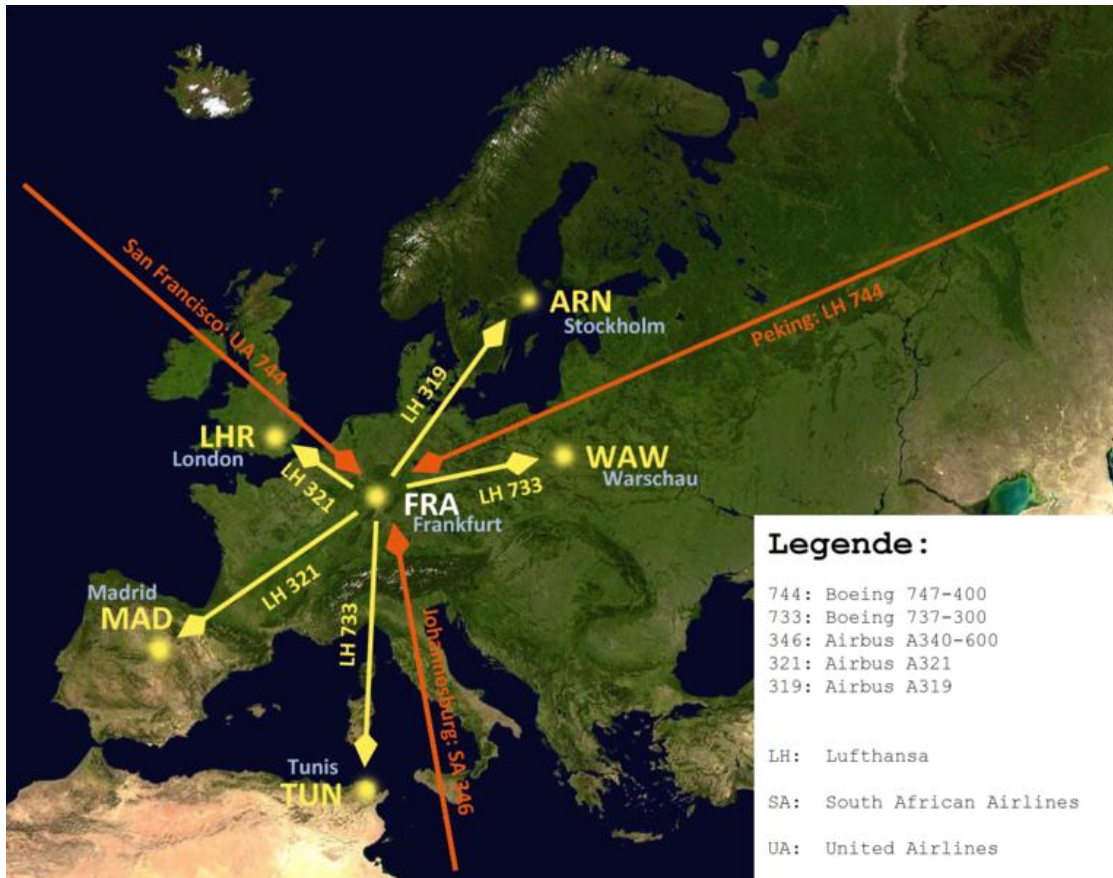 San Francisco: UA 744
Peking: LH 744
ARN
Stockholm
LH 319
LHR
London
LH 321
WAW
Warschau
LH 733
FRA
Frankfurt
Madrid
MAD
LH 321
LH 733
Johannesburg: SA 346
Tunis
TUN
Legende:
744: Boeing 747-400
733: Boeing 737-300
346: Airbus A340-600
321: Airbus A321
319: Airbus A319
LH: Lufthansa
SA: South African Airlines
UA: United Airlines